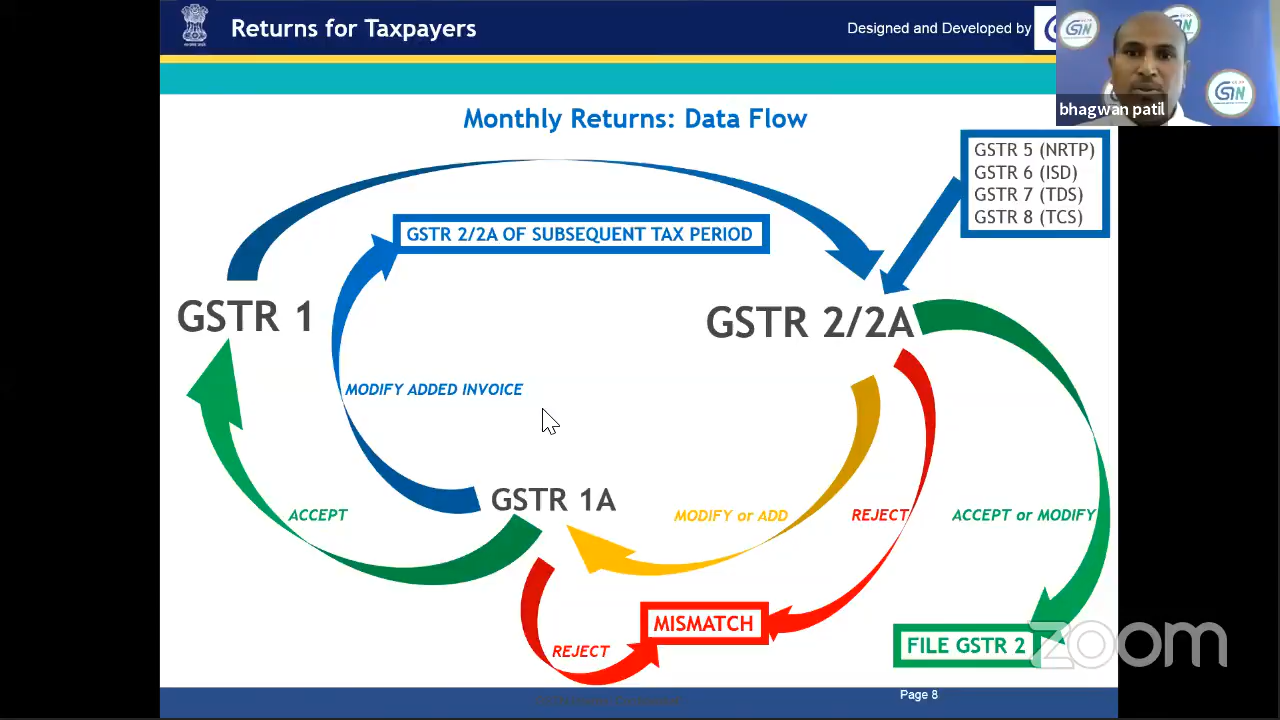 Returns for Taxpayers
Designed and Developed by
bhagwan patil
Monthly Returns: Data Flow
GSTR 5 (NRTP)
GSTR 6 (ISD)
GSTR 7 (TDS)
GSTR 8 (TCS)
GSTR 2/2A OF SUBSEQUENT TAX PERIOD
GSTR 1
GSTR 2/2A
MODIFY ADDED INVOICE
GSTR 1A
ACCEPT
MODIFY or ADD
REJECT
ACCEPT or MODIFY
MISMATCH
REJECT
FILE GSTR 2
zoom
Page 8